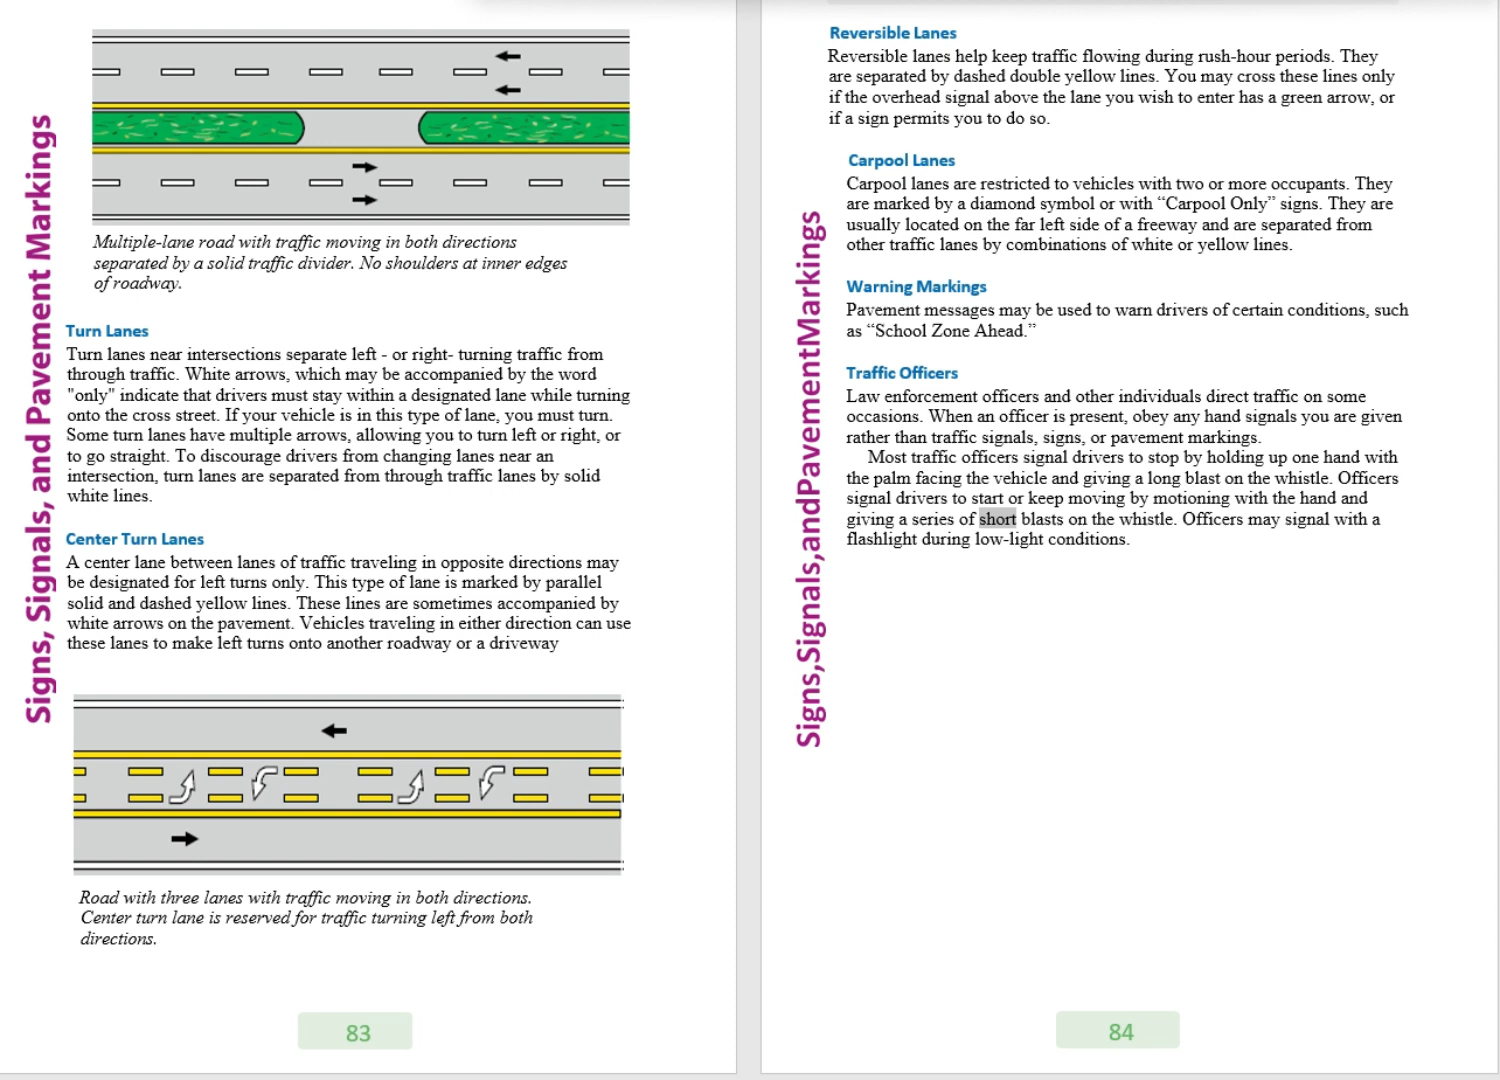 Signs, Signals, and Pavement Markings
Multiple-lane road with traffic moving in both directions
separated by a solid traffic divider. No shoulders at inner edges
of roadway.
Turn Lanes
Turn lanes near intersections separate left - or right- turning traffic from
through traffic. White arrows, which may be accompanied by the word
"only" indicate that drivers must stay within a designated lane while turning
onto the cross street. If your vehicle is in this type of lane, you must turn.
Some turn lanes have multiple arrows, allowing you to turn left or right, or
to go straight. To discourage drivers from changing lanes near an
intersection, turn lanes are separated from through traffic lanes by solid
white lines.
Center Turn Lanes
A center lane between lanes of traffic traveling in opposite directions may
be designated for left turns only. This type of lane is marked by parallel
solid and dashed yellow lines. These lines are sometimes accompanied by
white arrows on the pavement. Vehicles traveling in either direction can use
these lanes to make left turns onto another roadway or a driveway
Road with three lanes with traffic moving in both directions.
Center turn lane is reserved for traffic turning left from both
directions.
83
Signs,Signals,andPavementMarkings
Reversible Lanes
Reversible lanes help keep traffic flowing during rush-hour periods. They
are separated by dashed double yellow lines. You may cross these lines only
if the overhead signal above the lane you wish to enter has a green arrow, or
if a sign permits you to do so.
Carpool Lanes
Carpool lanes are restricted to vehicles with two or more occupants. They
are marked by a diamond symbol or with “Carpool Only” signs. They are
usually located on the far left side of a freeway and are separated from
other traffic lanes by combinations of white or yellow lines.
Warning Markings
Pavement messages may be used to warn drivers of certain conditions, such
as “School Zone Ahead.”
Traffic Officers
Law enforcement officers and other individuals direct traffic on some
occasions. When an officer is present, obey any hand signals you are given
rather than traffic signals, signs, or pavement markings.
Most traffic officers signal drivers to stop by holding up one hand with
the palm facing the vehicle and giving a long blast on the whistle. Officers
signal drivers to start or keep moving by motioning with the hand and
giving a series of short blasts on the whistle. Officers may signal with a
flashlight during low-light conditions.
84